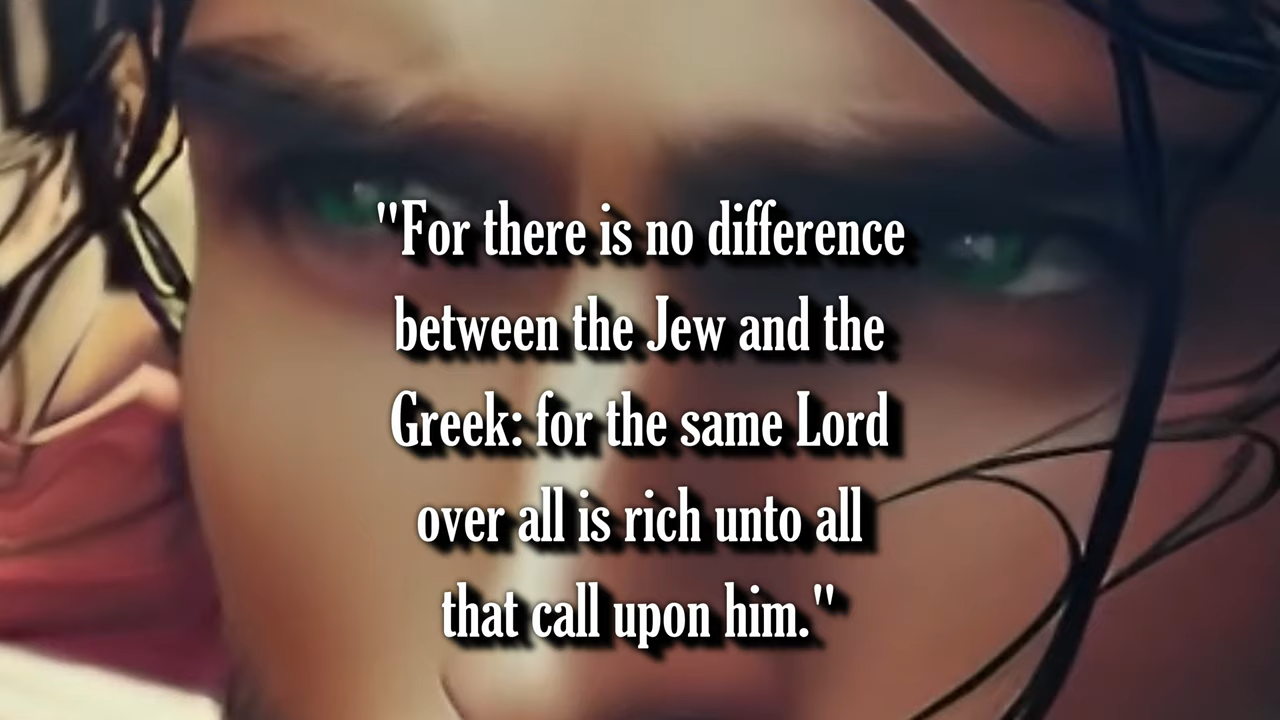 "For there is no difference
between the Jew and the
Greek: for the same Lord
over all is rich unto all
that call upon him."